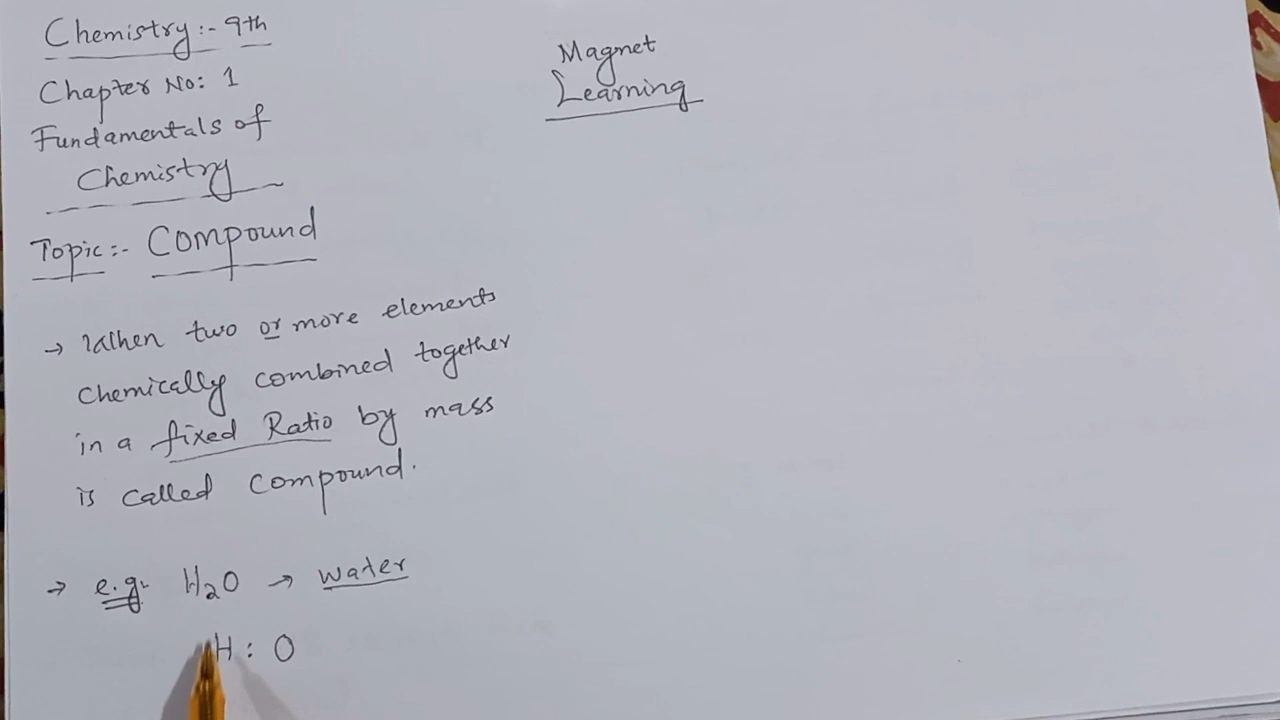 Chemistry:- 9th
Chapter No: 1
Fundamentals of
Chemistry
Magnet
Learning
Topic:- Compound
→ When two or more elements
chemically combined together
in a fixed Ratio by mass
is called compound.
→ e.g. H₂O → water
H : O